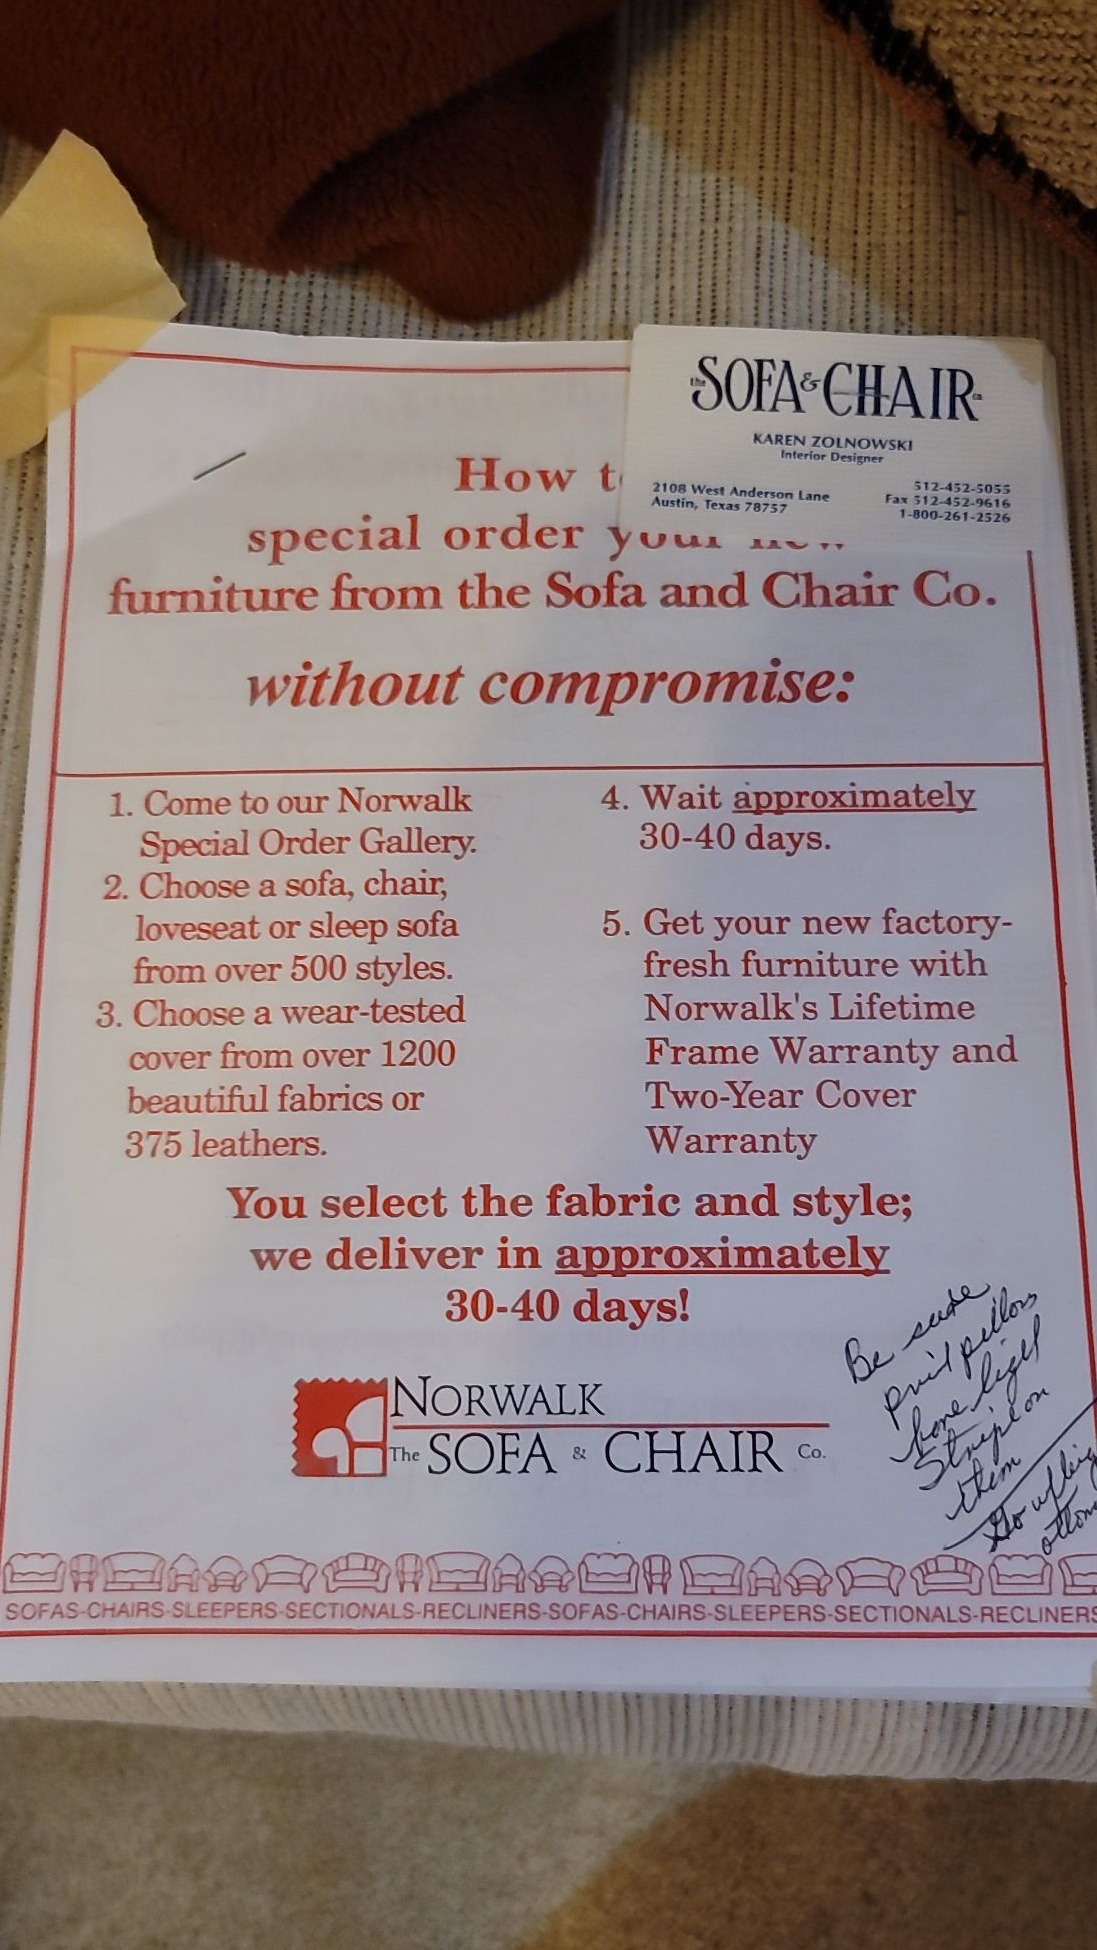 the SOFA & CHAIR co.
KAREN ZOLNOWSKI
Interior Designer
2108 West Anderson Lane
Austin, Texas 78757
512-452-5055
Fax 512-452-9616
1-800-261-2526
How t
special order your new
furniture from the Sofa and Chair Co.
without compromise:
1. Come to our Norwalk
Special Order Gallery.
2. Choose a sofa, chair,
loveseat or sleep sofa
from over 500 styles.
3. Choose a wear-tested
cover from over 1200
beautiful fabrics or
375 leathers.
4. Wait approximately
30-40 days.
5. Get your new factory-
fresh furniture with
Norwalk's Lifetime
Frame Warranty and
Two-Year Cover
Warranty
You select the fabric and style;
we deliver in approximately
30-40 days!
NORWALK
The SOFA & CHAIR Co.
Be sure
pillows
have
on
them
SOFAS-CHAIRS-SLEEPERS-SECTIONALS-RECLINERS-SOFAS-CHAIRS-SLEEPERS-SECTIONALS-RECLINERS